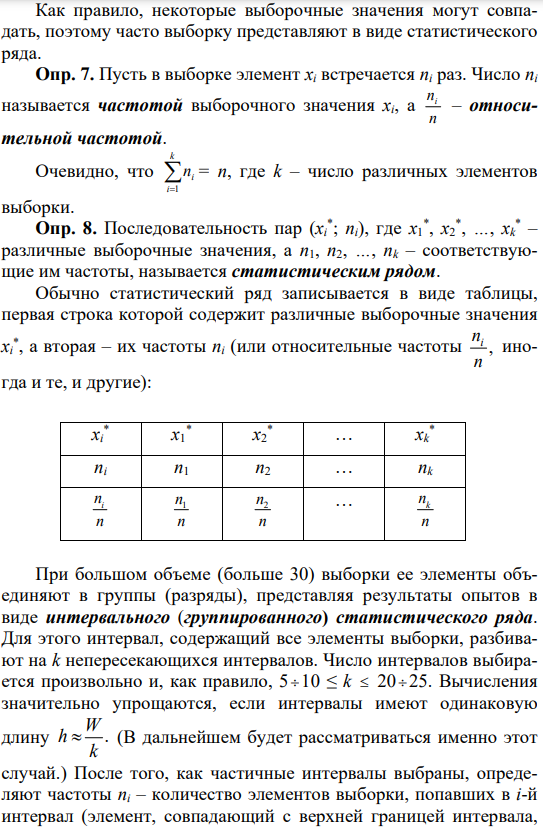 Как правило, некоторые выборочные значения могут совпа-
дать, поэтому часто выборку представляют в виде статистического
ряда.
Опр. 7. Пусть в выборке элемент xi встречается ni раз. Число ni
называется частотой выборочного значения xi, а ni/n – относи-
тельной частотой.
Очевидно, что ∑(i=1..k) ni = n, где k – число различных элементов
выборки.
Опр. 8. Последовательность пар (xi*; ni), где x1*, x2*, …, xk* –
различные выборочные значения, а n1, n2, …, nk – соответствую-
щие им частоты, называется статистическим рядом.
Обычно статистический ряд записывается в виде таблицы,
первая строка которой содержит различные выборочные значения
xi*, а вторая – их частоты ni (или относительные частоты ni/n, ино-
гда и те, и другие):
xi* x1* x2* … xk*
ni n1 n2 … nk
ni/n n1/n n2/n … nk/n
При большом объеме (больше 30) выборки ее элементы объ-
единяют в группы (разряды), представляя результаты опытов в
виде интервального (группированного) статистического ряда.
Для этого интервал, содержащий все элементы выборки, разбива-
ют на k непересекающихся интервалов. Число интервалов выбира-
ется произвольно и, как правило, 5÷10 ≤ k ≤ 20÷25. Вычисления
значительно упрощаются, если интервалы имеют одинаковую
длину h≈W/k. (В дальнейшем будет рассматриваться именно этот
случай.) После того, как частичные интервалы выбраны, опреде-
ляют частоты ni – количество элементов выборки, попавших в i-й
интервал (элемент, совпадающий с верхней границей интервала,